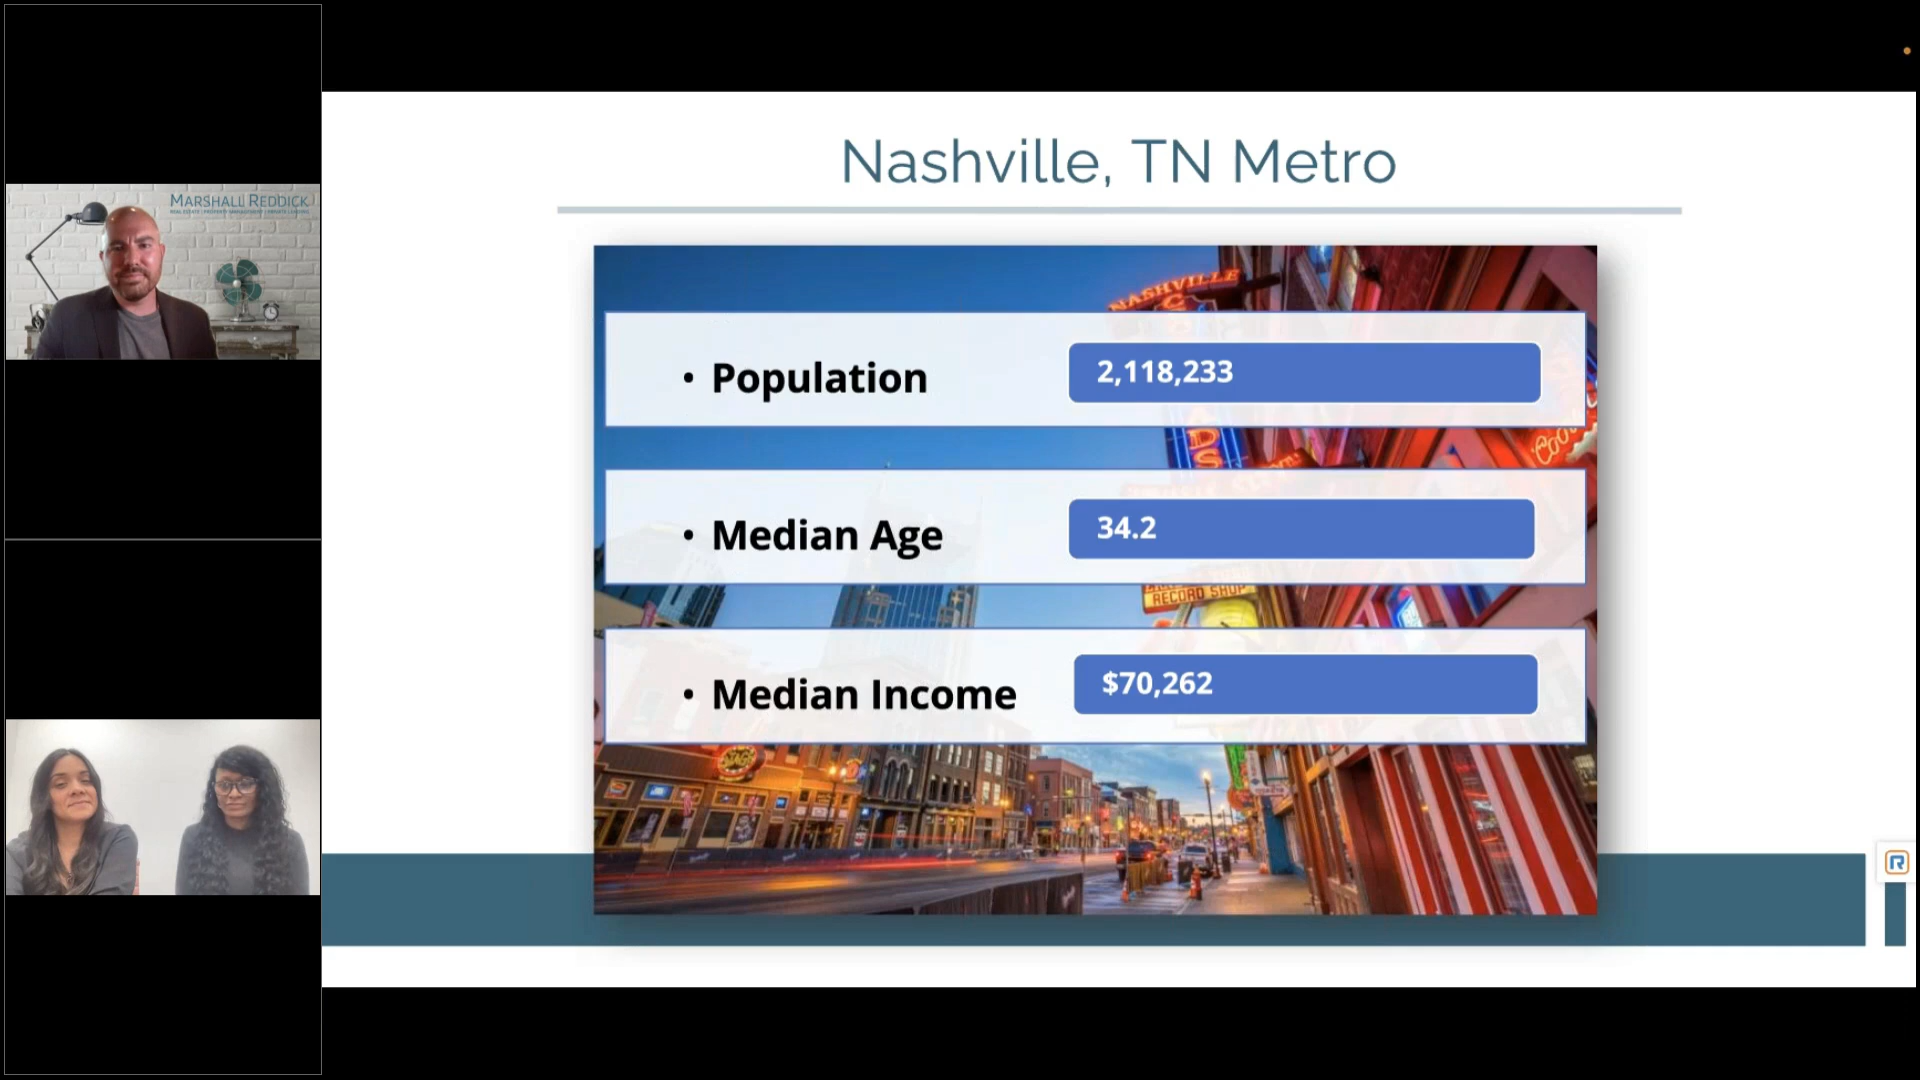 MARSHALL REDDICK
Nashville, TN Metro
NASHVILLE
• Population
2,118,233
DS
• Median Age
34.2
RECORD SHOP
• Median Income
$70,262
R